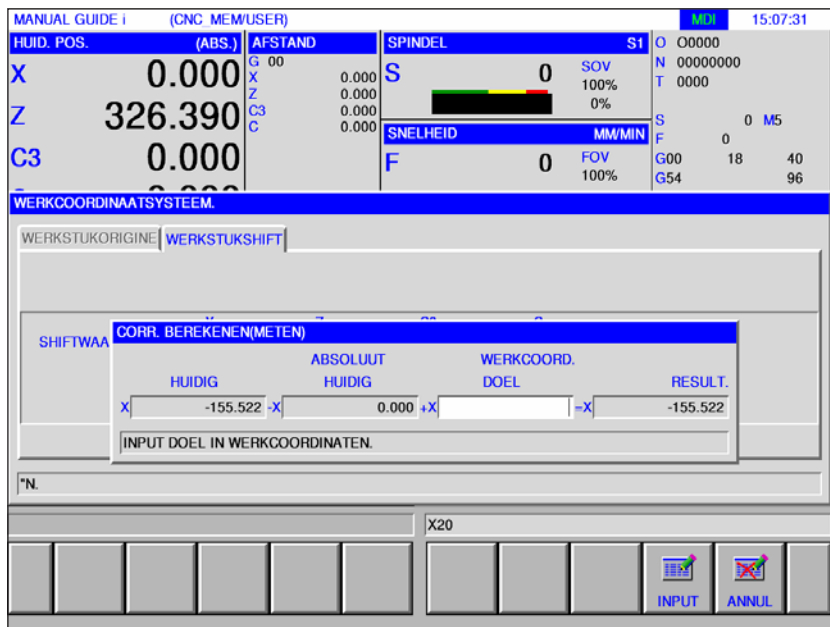 MANUAL GUIDE i (CNC_MEM/USER) MDI 15:07:31
HUID. POS. (ABS.)
X 0.000
Z 326.390
C3 0.000
AFSTAND
G 00
X 0.000
Z 0.000
C3 0.000
C 0.000
SPINDEL S1
S 0 SOV
100%
0%
SNELHEID MM/MIN
F 0 FOV
100%
O O0000
N 00000000
T 0000
S 0 M5
F 0
G00 18 40
G54 96
WERKCOORDINAATSYSTEEM.
WERKSTUKORIGINE WERKSTUKSHIFT
SHIFTWAA
CORR. BEREKENEN(METEN)
ABSOLUUT WERKCOORD.
HUIDIG HUIDIG DOEL RESULT.
X -155.522 -X 0.000 +X =X -155.522
INPUT DOEL IN WERKCOORDINATEN.
"N.
X20
INPUT ANNUL